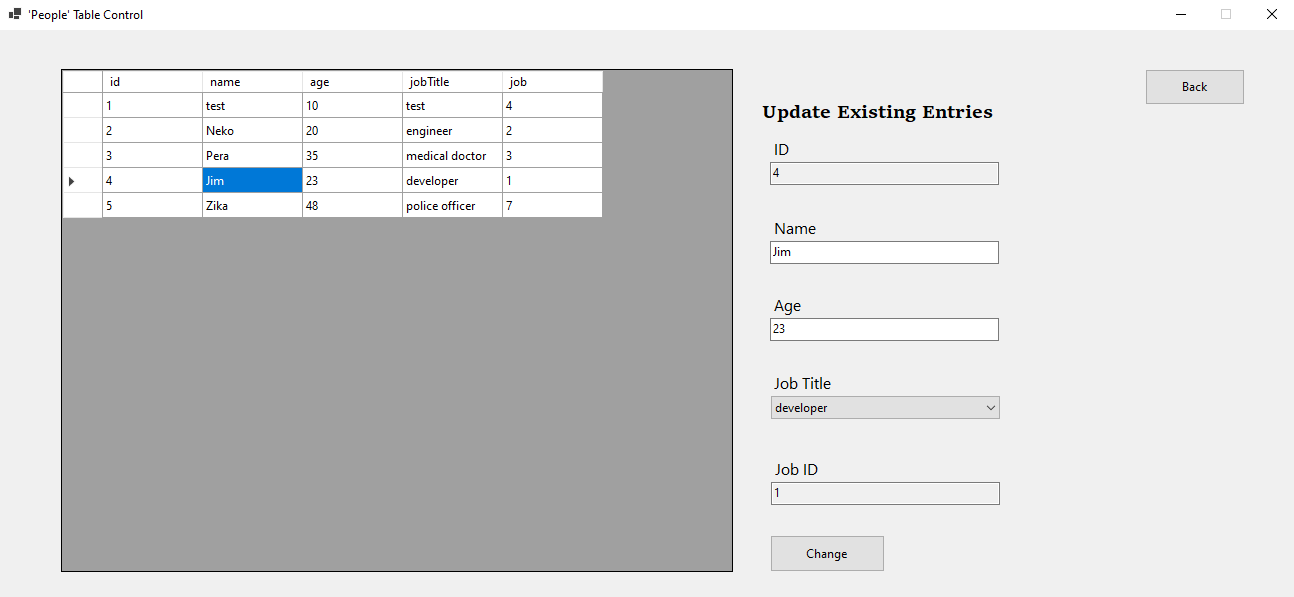 'People' Table Control
id name age jobTitle job
1 test 10 test 4
2 Neko 20 engineer 2
3 Pera 35 medical doctor 3
4 Jim 23 developer 1
5 Zika 48 police officer 7
Back
Update Existing Entries
ID
4
Name
Jim
Age
23
Job Title
developer
Job ID
1
Change